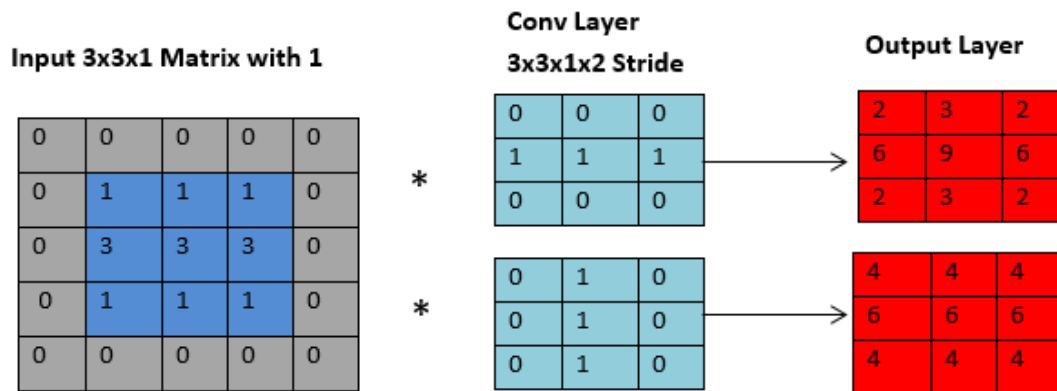 Input 3x3x1 Matrix with 1
0 0 0 0 0
0 1 1 1 0
0 3 3 3 0
0 1 1 1 0
0 0 0 0 0
*
*
Conv Layer
3x3x1x2 Stride
0 0 0
1 1 1
0 0 0
0 1 0
0 1 0
0 1 0
Output Layer
2 3 2
6 9 6
2 3 2
4 4 4
6 6 6
4 4 4